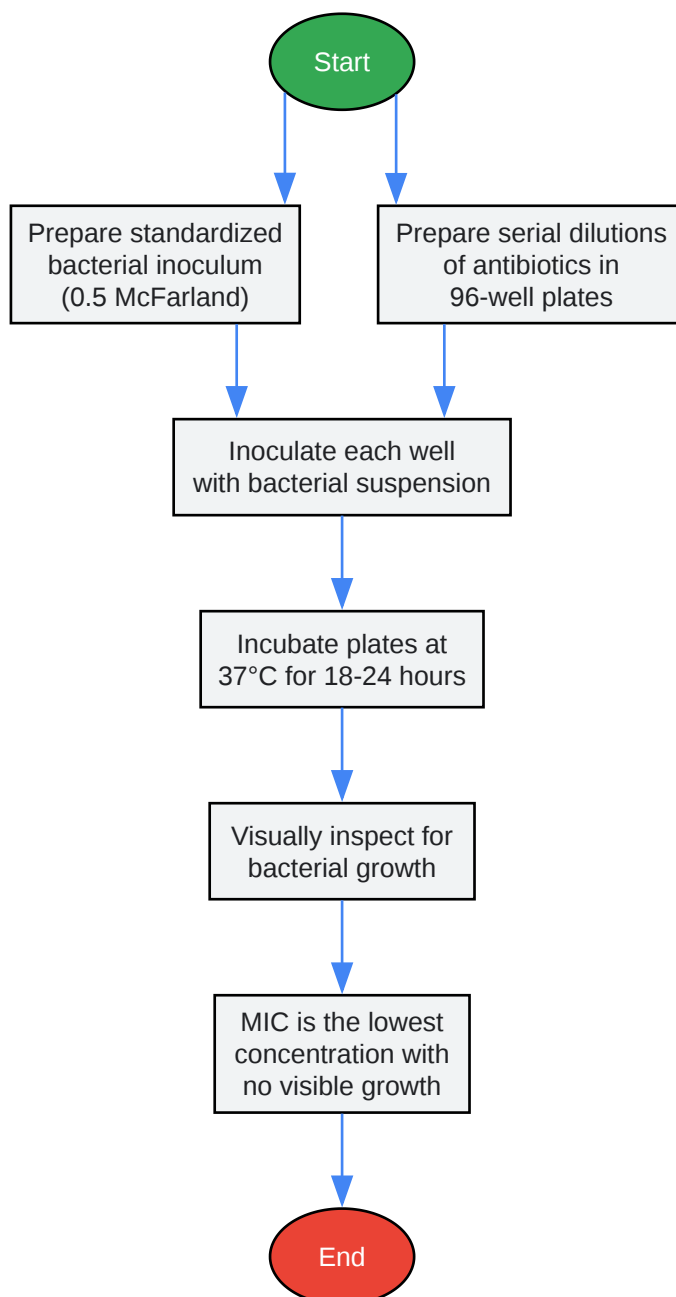 Start
Prepare standardized
bacterial inoculum
(0.5 McFarland)
Prepare serial dilutions
of antibiotics in
96-well plates
Inoculate each well
with bacterial suspension
Incubate plates at
37°C for 18-24 hours
Visually inspect for
bacterial growth
MIC is the lowest
concentration with
no visible growth
End